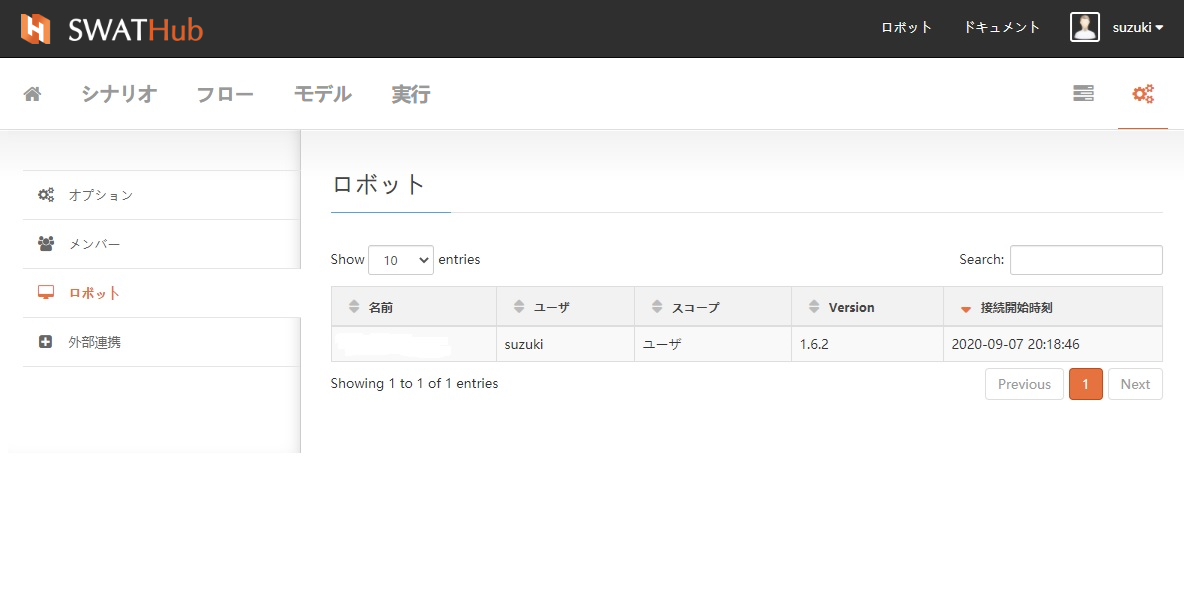 SWATHub ロボット ドキュメント suzuki
シナリオ フロー モデル 実行
オプション
メンバー
ロボット
外部連携
ロボット
Show 10 entries Search:
名前 ユーザ スコープ Version 接続開始時刻
suzuki ユーザ 1.6.2 2020-09-07 20:18:46
Showing 1 to 1 of 1 entries Previous 1 Next